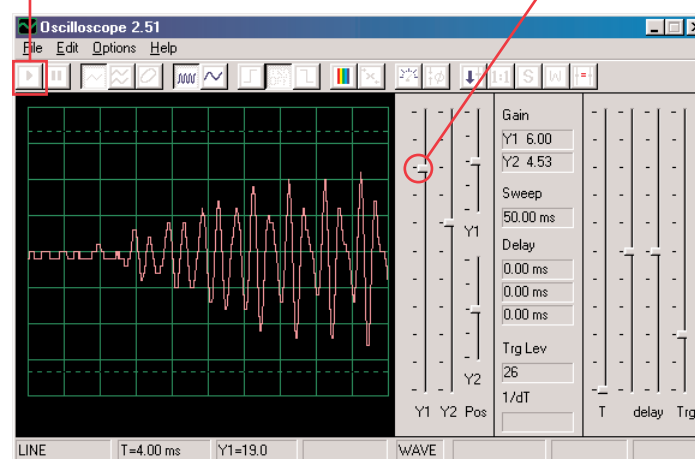 Oscilloscope 2.51
File Edit Options Help
1:1 S W
Gain
Y1 6.00
Y2 4.53
Sweep
50.00 ms
Delay
0.00 ms
0.00 ms
0.00 ms
Trg Lev
26
1/dT
Y1
Y2
Y1 Y2 Pos
T delay Trg
LINE T=4.00 ms Y1=19.0 WAVE